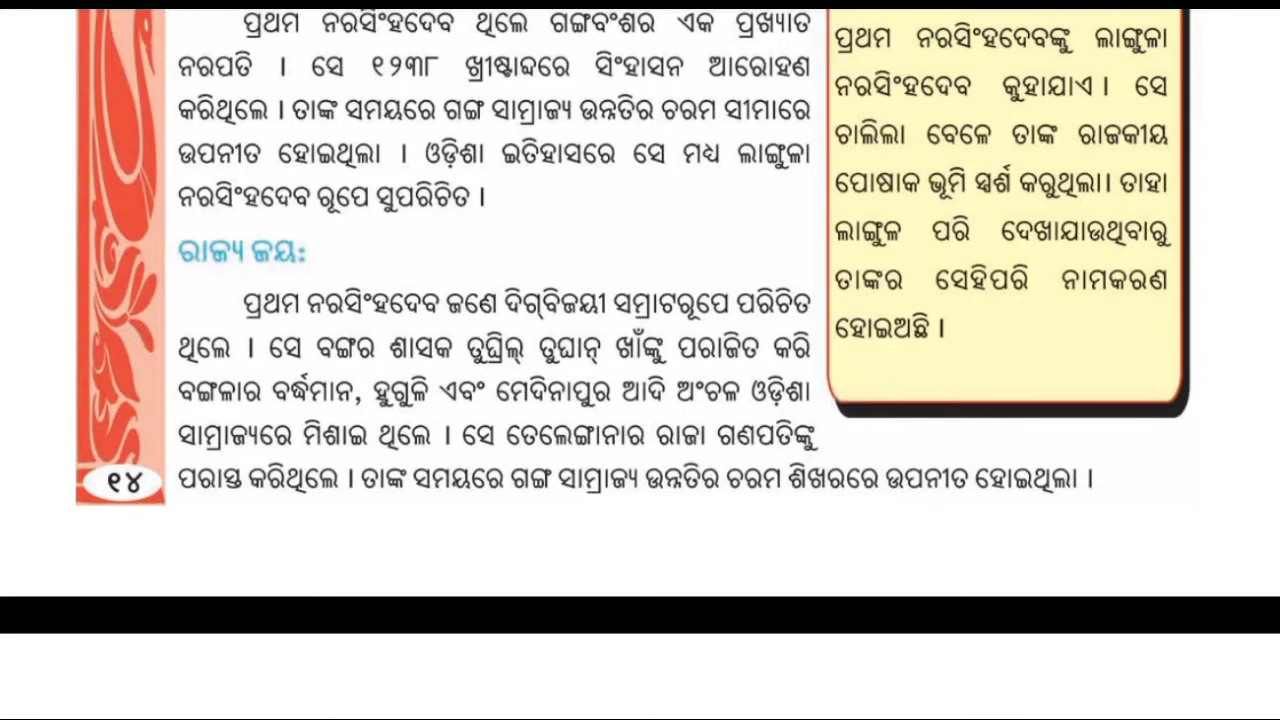 ପ୍ରଥମ ନରସିଂହଦେବ ଥିଲେ ଗଙ୍ଗବଂଶର ଏକ ପ୍ରଖ୍ୟାତ
ନରପତି । ସେ ୧୨୩୮ ଖ୍ରୀଷ୍ଟାବ୍ଦରେ ସିଂହାସନ ଆରୋହଣ
କରିଥିଲେ । ତାଙ୍କ ସମୟରେ ଗଙ୍ଗ ସାମ୍ରାଜ୍ୟ ଉନ୍ନତିର ଚରମ ସୀମାରେ
ଉପନୀତ ହୋଇଥିଲା । ଓଡ଼ିଶା ଇତିହାସରେ ସେ ମଧ୍ୟ ଲାଙ୍ଗୁଳା
ନରସିଂହଦେବ ରୂପେ ସୁପରିଚିତ ।
ରାଜ୍ୟ ଜୟ:
ପ୍ରଥମ ନରସିଂହଦେବ ଜଣେ ଦିଗ୍‌ବିଜୟୀ ସମ୍ରାଟରୂପେ ପରିଚିତ
ଥିଲେ । ସେ ବଙ୍ଗର ଶାସକ ତୁଘ୍ରିଲ୍ ତୁଘାନ୍ ଖାଁଙ୍କୁ ପରାଜିତ କରି
ବଙ୍ଗଳାର ବର୍ଦ୍ଧମାନ, ହୁଗୁଳି ଏବଂ ମେଦିନାପୁର ଆଦି ଅଂଚଳ ଓଡ଼ିଶା
ସାମ୍ରାଜ୍ୟରେ ମିଶାଇ ଥିଲେ । ସେ ତେଲେଙ୍ଗାନାର ରାଜା ଗଣପତିଙ୍କୁ
ପରାସ୍ତ କରିଥିଲେ । ତାଙ୍କ ସମୟରେ ଗଙ୍ଗ ସାମ୍ରାଜ୍ୟ ଉନ୍ନତିର ଚରମ ଶିଖରରେ ଉପନୀତ ହୋଇଥିଲା ।
୧୪
ପ୍ରଥମ ନରସିଂହଦେବଙ୍କୁ ଲାଙ୍ଗୁଳା
ନରସିଂହଦେବ କୁହାଯାଏ । ସେ
ଚାଲିଲା ବେଳେ ତାଙ୍କ ରାଜକୀୟ
ପୋଷାକ ଭୂମି ସ୍ପର୍ଶ କରୁଥିଲା। ତାହା
ଲାଙ୍ଗୁଳ ପରି ଦେଖାଯାଉଥିବାରୁ
ତାଙ୍କର ସେହିପରି ନାମକରଣ
ହୋଇଅଛି ।